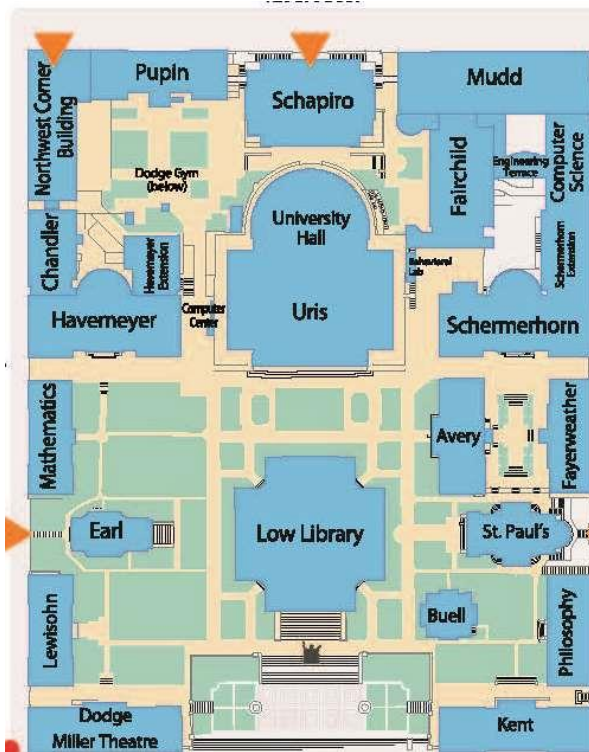 Northwest Corner
Building
Pupin
Schapiro
Mudd
Dodge Gym
(below)
University
Hall
Uris
Fairchild
Engineering
Terrace
Computer
Science
Chandler
Havemeyer
Extension
Havemeyer
Computer
Center
Behavioral
Lab
Schermerhorn
Extension
Schermerhorn
Mathematics
Avery
Fayerweather
Earl
Low Library
St. Paul's
Lewisohn
Buell
Philosophy
Dodge
Miller Theatre
Kent